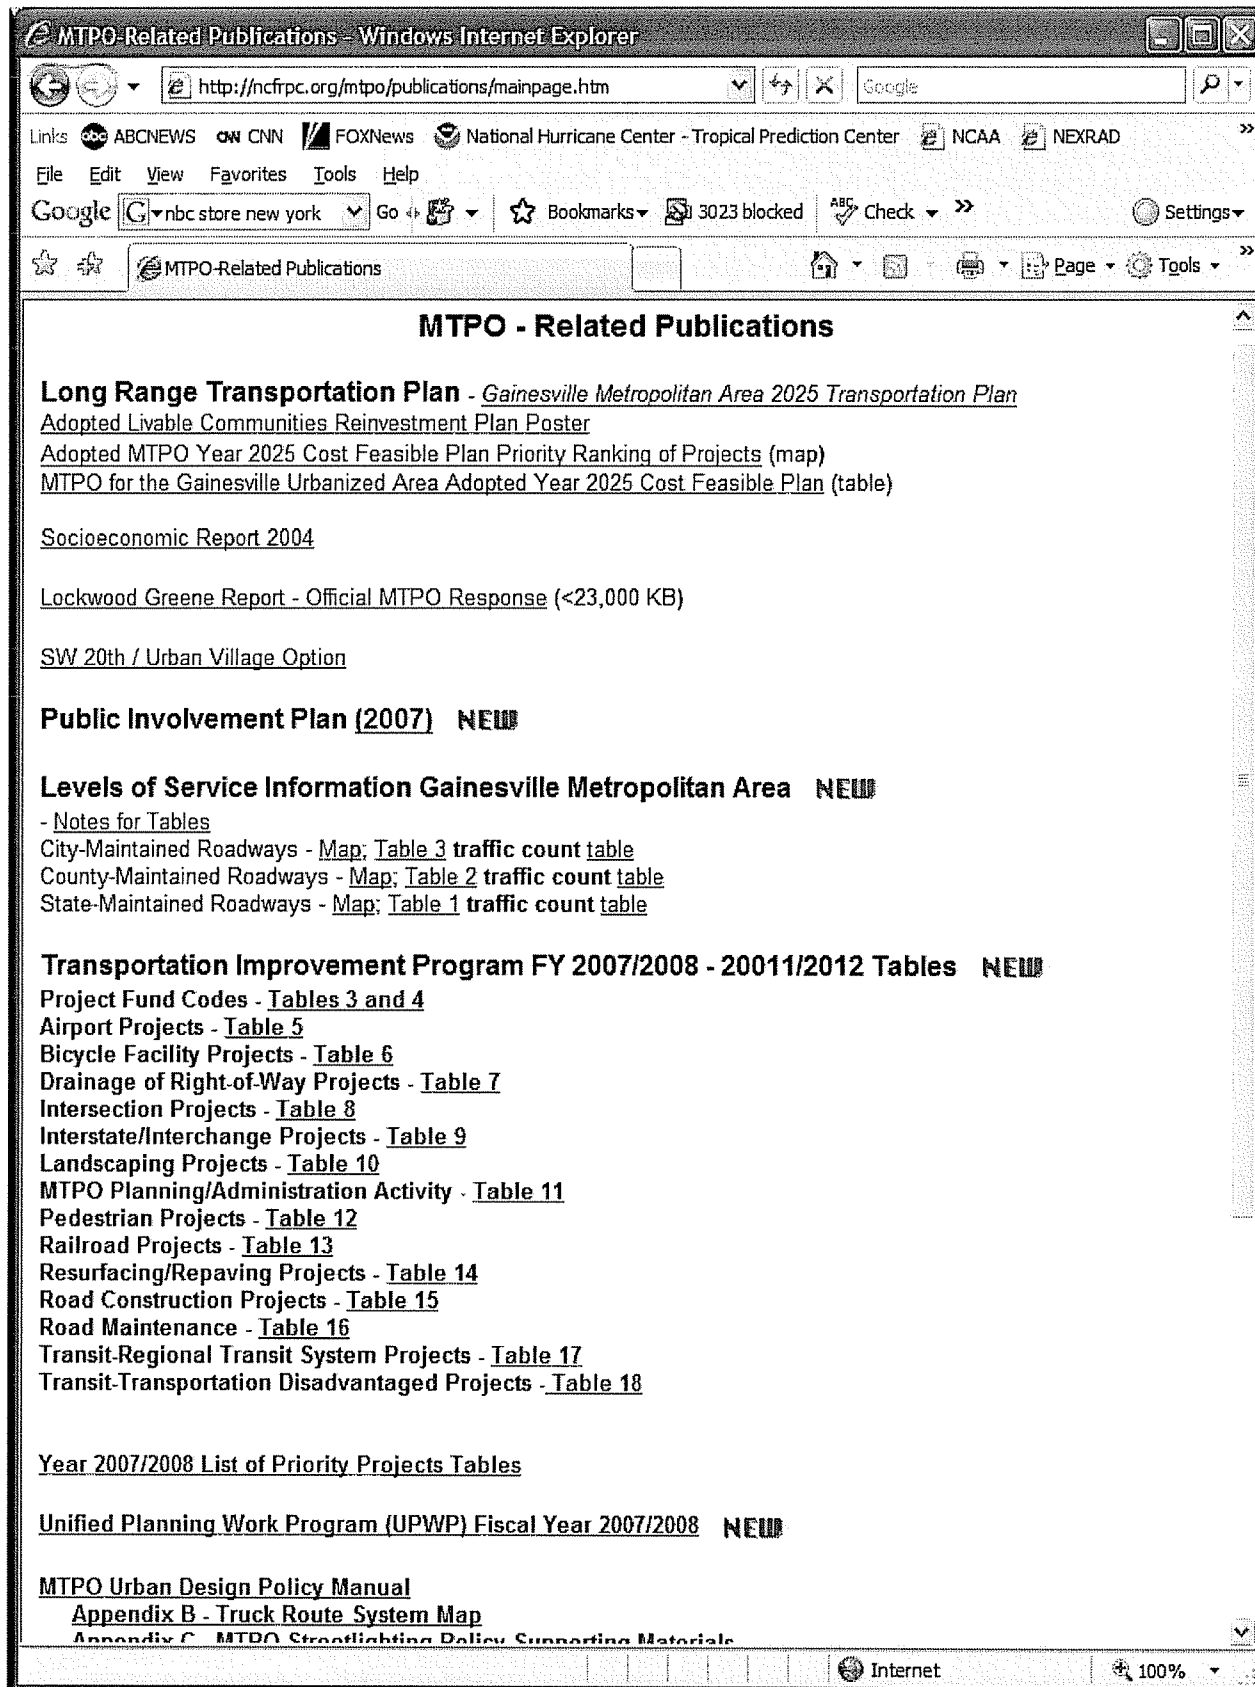 MTPO-Related Publications - Windows Internet Explorer
http://ncfrpc.org/mtpo/publications/mainpage.htm Google
Links ABCNEWS CNN FOXNews National Hurricane Center - Tropical Prediction Center NCAA NEXRAD »
File Edit View Favorites Tools Help
Google G nbc store new york Go Bookmarks 3023 blocked Check » Settings
MTPO-Related Publications Page Tools »
MTPO - Related Publications
Long Range Transportation Plan - Gainesville Metropolitan Area 2025 Transportation Plan
Adopted Livable Communities Reinvestment Plan Poster
Adopted MTPO Year 2025 Cost Feasible Plan Priority Ranking of Projects (map)
MTPO for the Gainesville Urbanized Area Adopted Year 2025 Cost Feasible Plan (table)
Socioeconomic Report 2004
Lockwood Greene Report - Official MTPO Response (<23,000 KB)
SW 20th / Urban Village Option
Public Involvement Plan (2007) NEW
Levels of Service Information Gainesville Metropolitan Area NEW
- Notes for Tables
City-Maintained Roadways - Map; Table 3 traffic count table
County-Maintained Roadways - Map; Table 2 traffic count table
State-Maintained Roadways - Map; Table 1 traffic count table
Transportation Improvement Program FY 2007/2008 - 20011/2012 Tables NEW
Project Fund Codes - Tables 3 and 4
Airport Projects - Table 5
Bicycle Facility Projects - Table 6
Drainage of Right-of-Way Projects - Table 7
Intersection Projects - Table 8
Interstate/Interchange Projects - Table 9
Landscaping Projects - Table 10
MTPO Planning/Administration Activity - Table 11
Pedestrian Projects - Table 12
Railroad Projects - Table 13
Resurfacing/Repaving Projects - Table 14
Road Construction Projects - Table 15
Road Maintenance - Table 16
Transit-Regional Transit System Projects - Table 17
Transit-Transportation Disadvantaged Projects - Table 18
Year 2007/2008 List of Priority Projects Tables
Unified Planning Work Program (UPWP) Fiscal Year 2007/2008 NEW
MTPO Urban Design Policy Manual
Appendix B - Truck Route System Map
Appendix C - MTPO Streetlighting Policy Supporting Materials
Internet 100%